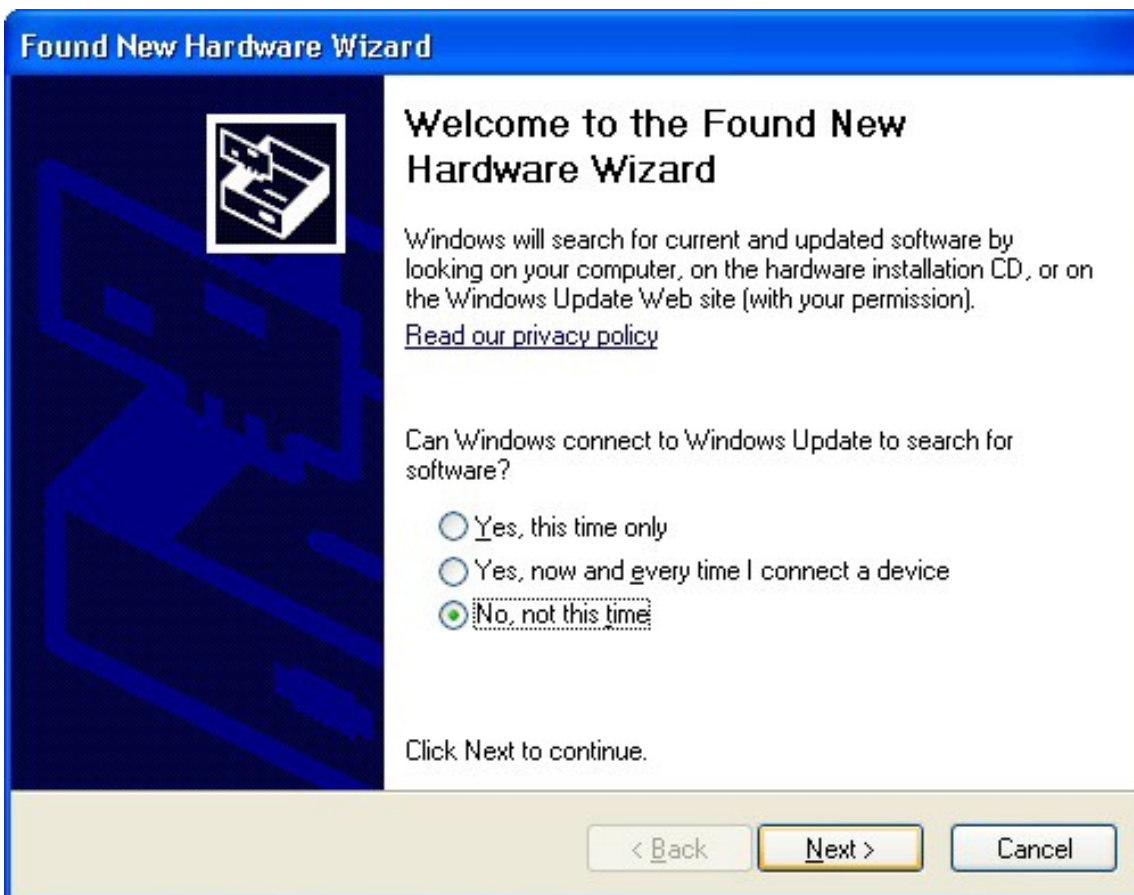 Found New Hardware Wizard
Welcome to the Found New
Hardware Wizard
Windows will search for current and updated software by
looking on your computer, on the hardware installation CD, or on
the Windows Update Web site (with your permission).
Read our privacy policy
Can Windows connect to Windows Update to search for
software?
Yes, this time only
Yes, now and every time I connect a device
No, not this time
Click Next to continue.
< Back Next > Cancel